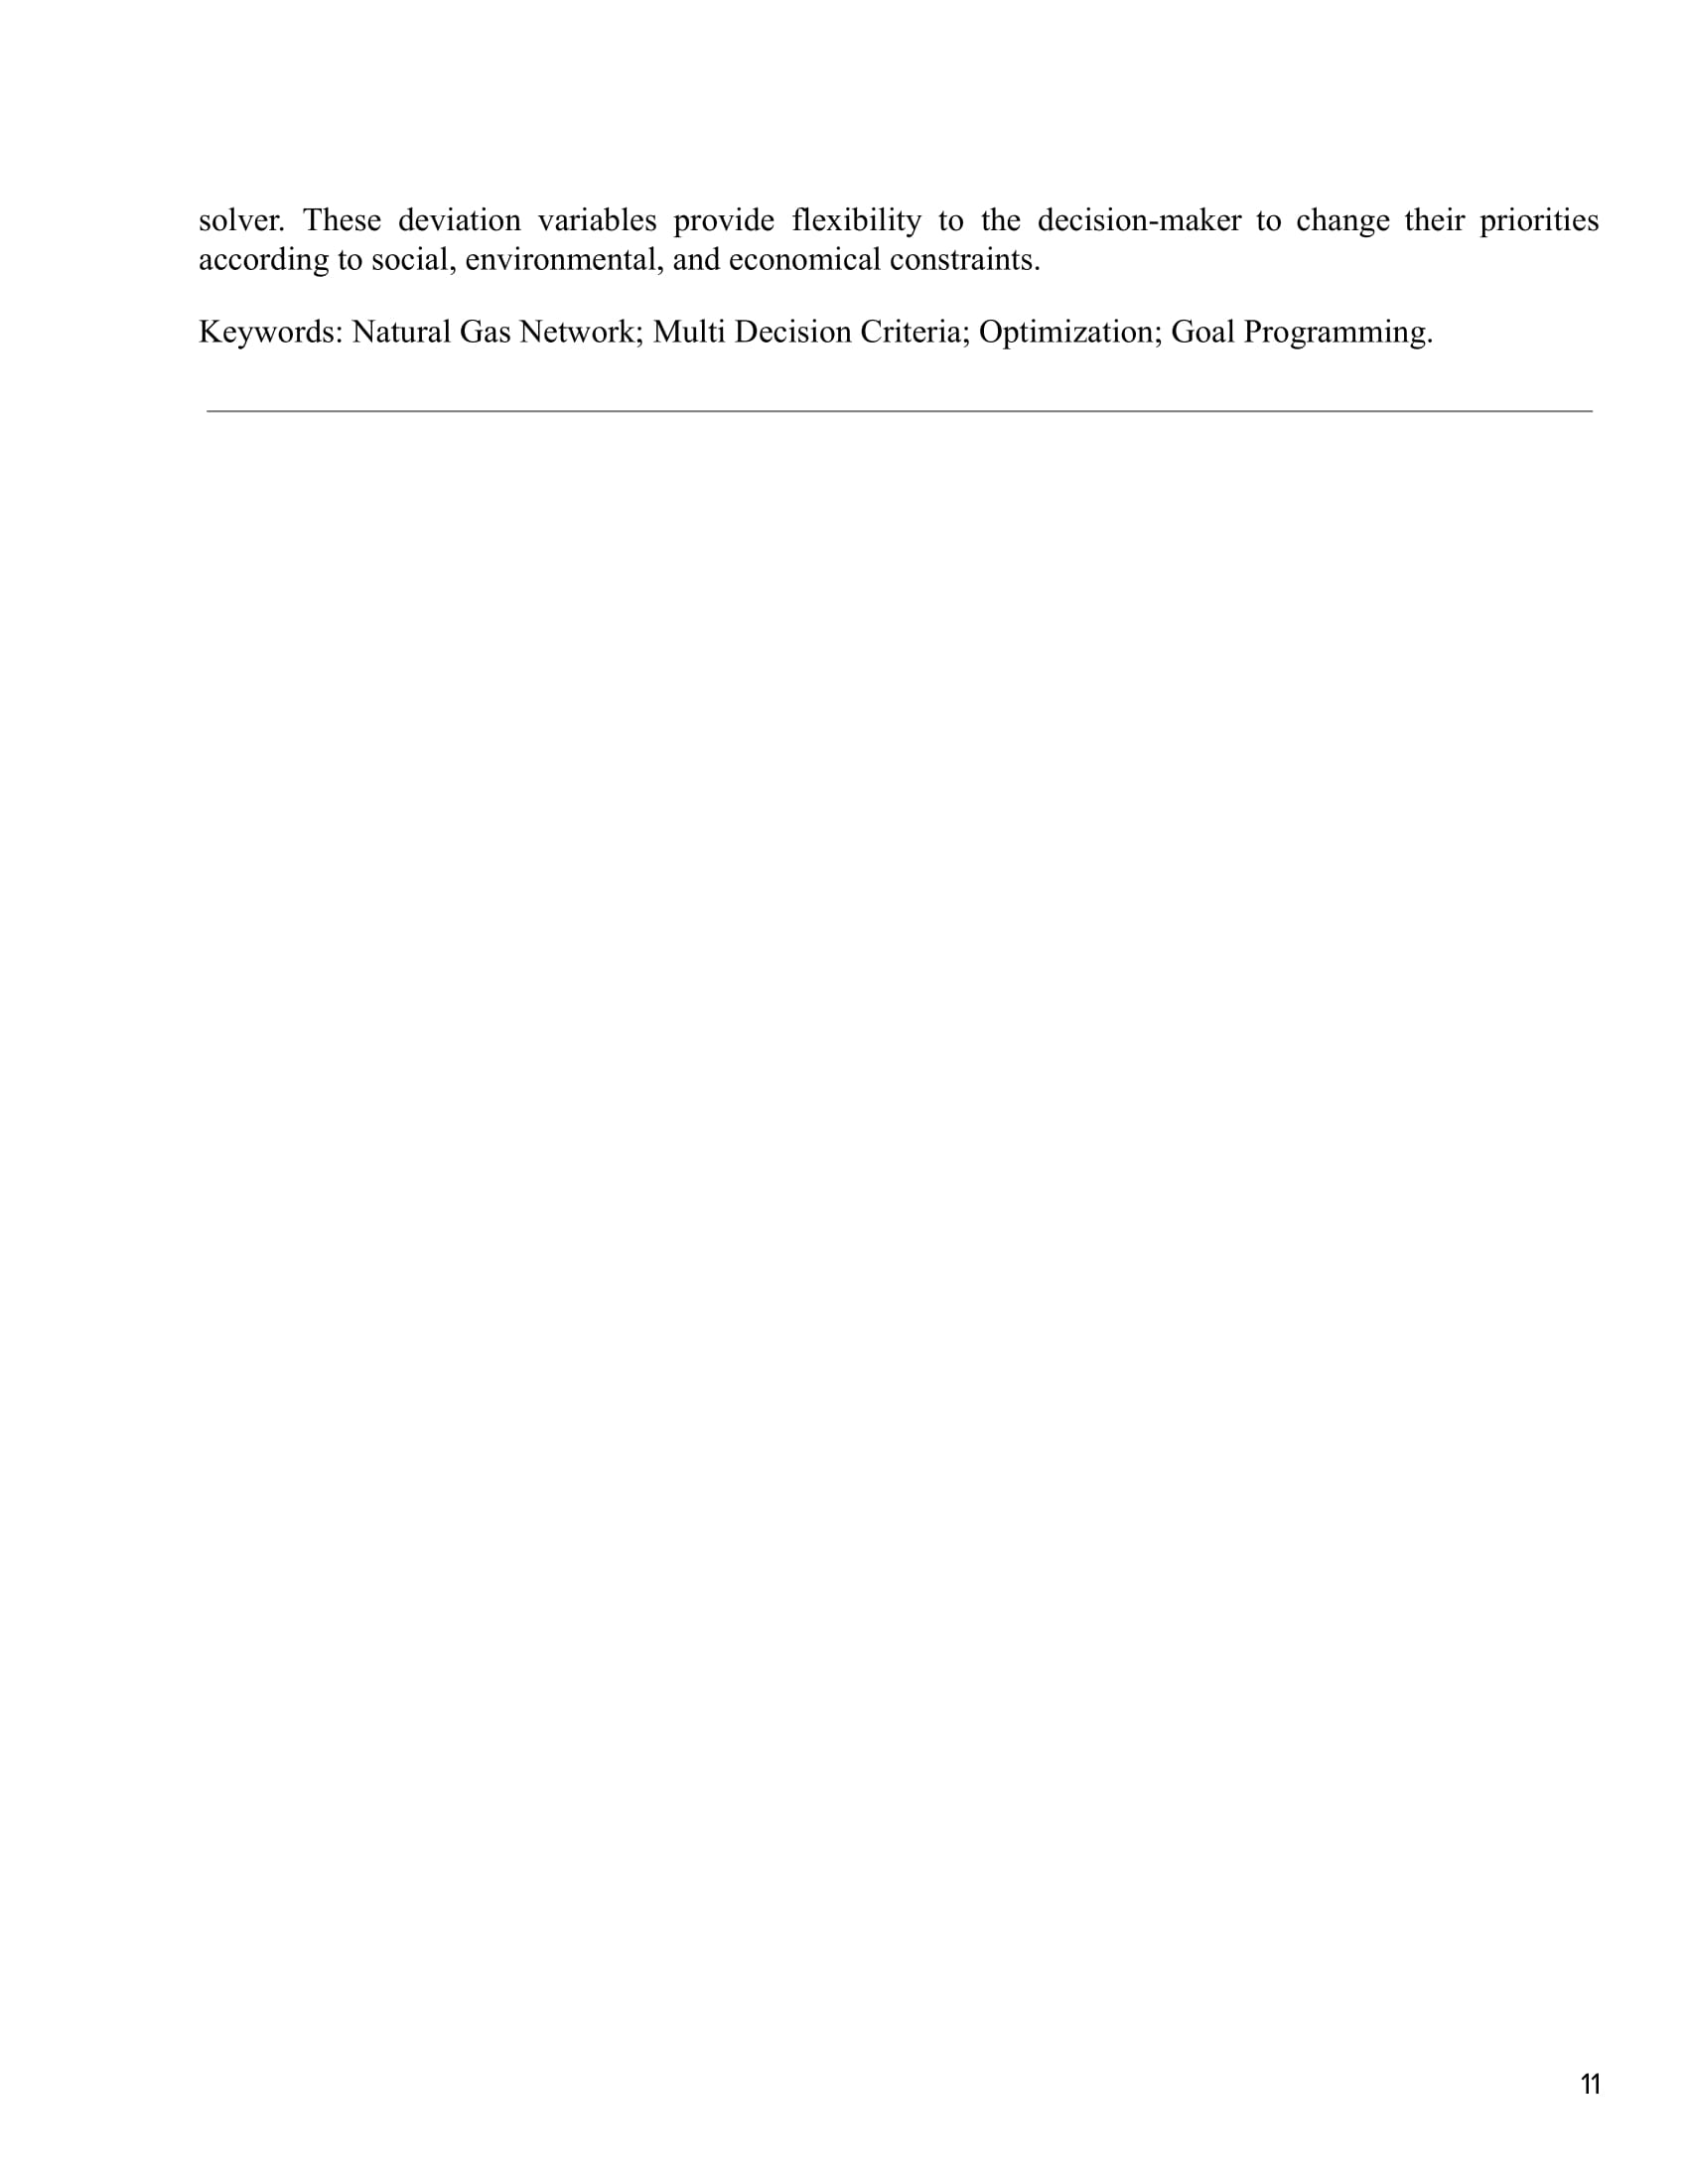 solver. These deviation variables provide flexibility to the decision-maker to change their priorities
according to social, environmental, and economical constraints.
Keywords: Natural Gas Network; Multi Decision Criteria; Optimization; Goal Programming.
11